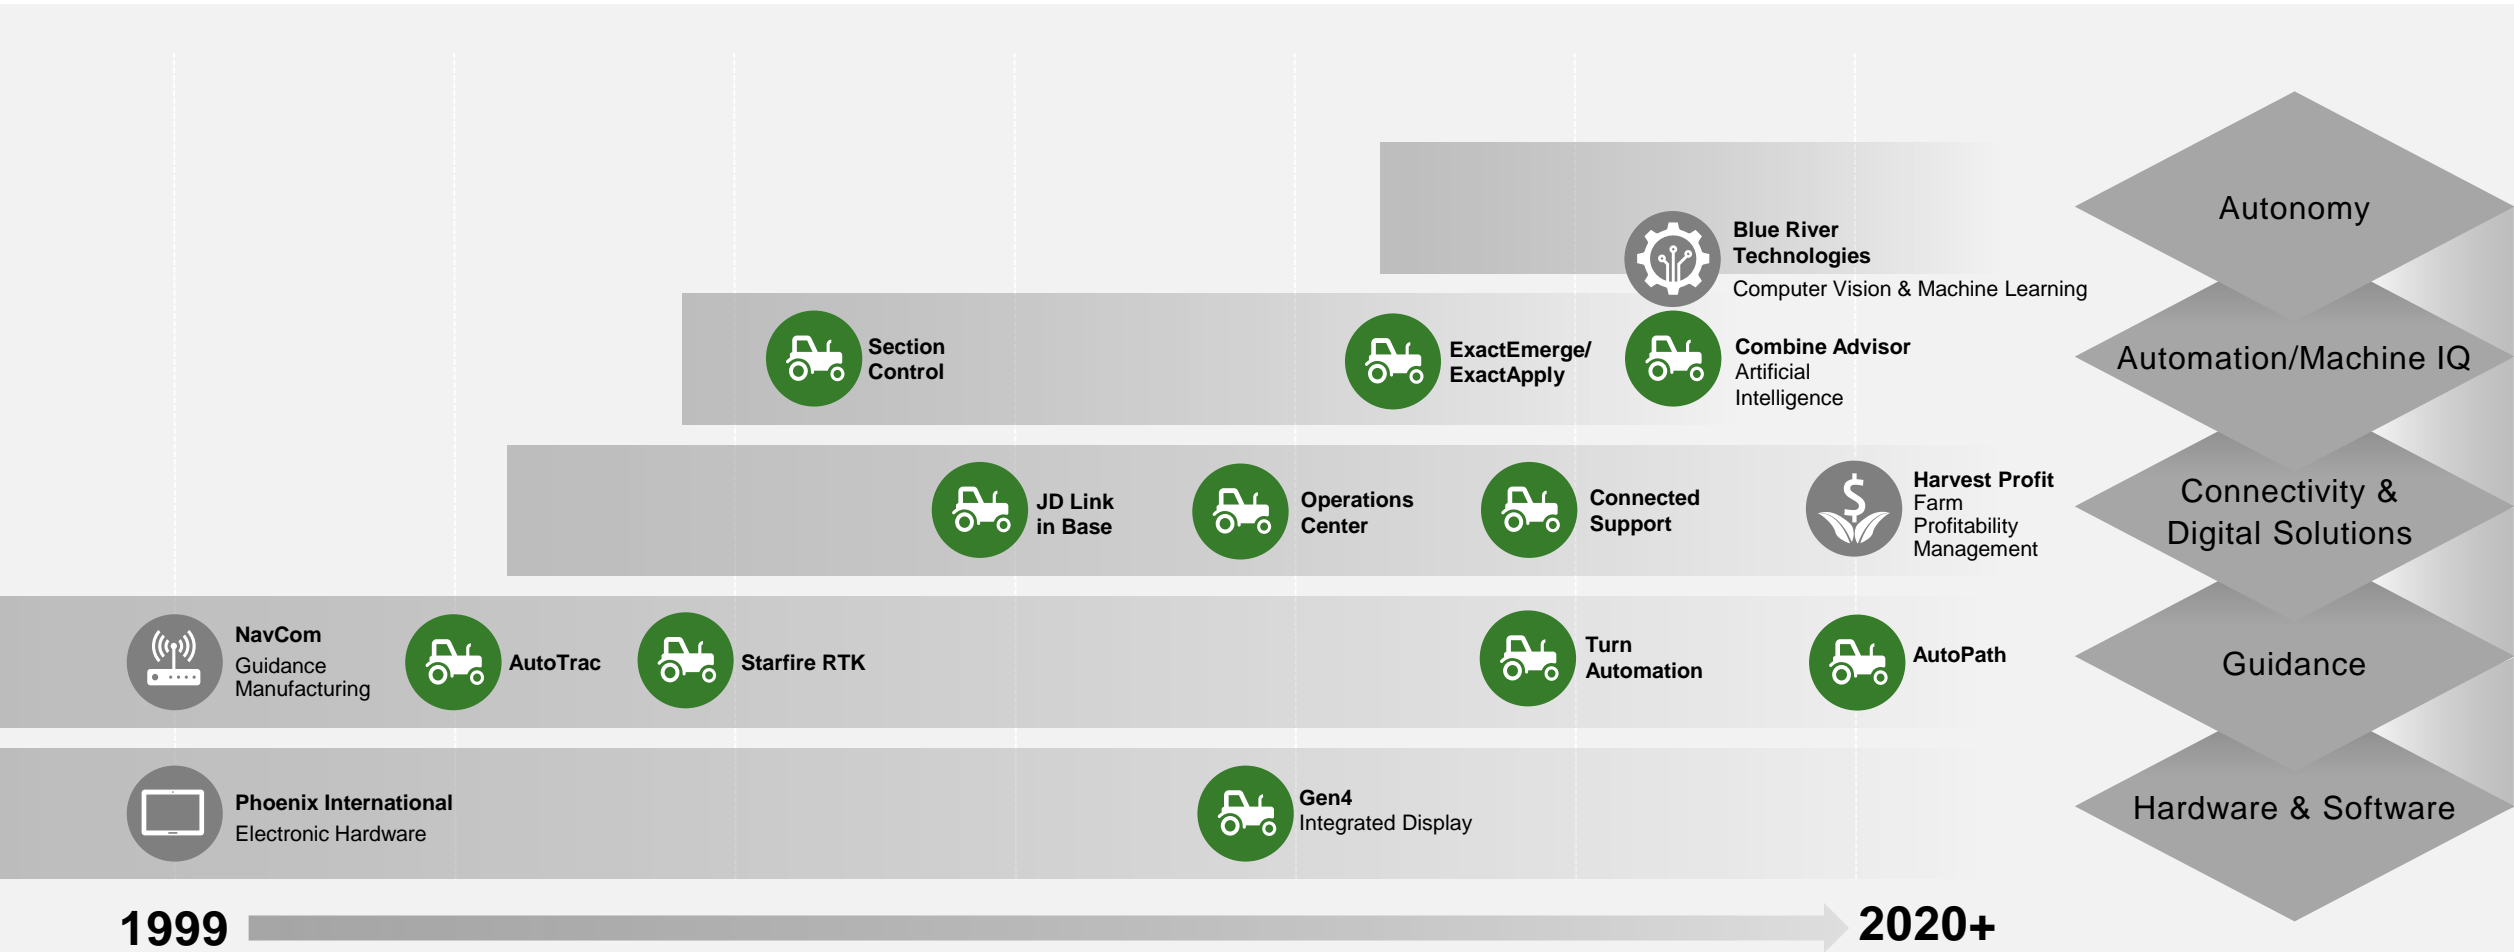 Autonomy
Blue River
Technologies
Computer Vision & Machine Learning
Section
Control
ExactEmerge/
ExactApply
Combine Advisor
Artificial
Intelligence
Automation/Machine IQ
JD Link
in Base
Operations
Center
Connected
Support
Harvest Profit
Farm
Profitability
Management
Connectivity &
Digital Solutions
NavCom
Guidance
Manufacturing
AutoTrac
Starfire RTK
Turn
Automation
AutoPath
Guidance
Phoenix International
Electronic Hardware
Gen4
Integrated Display
Hardware & Software
1999
2020+